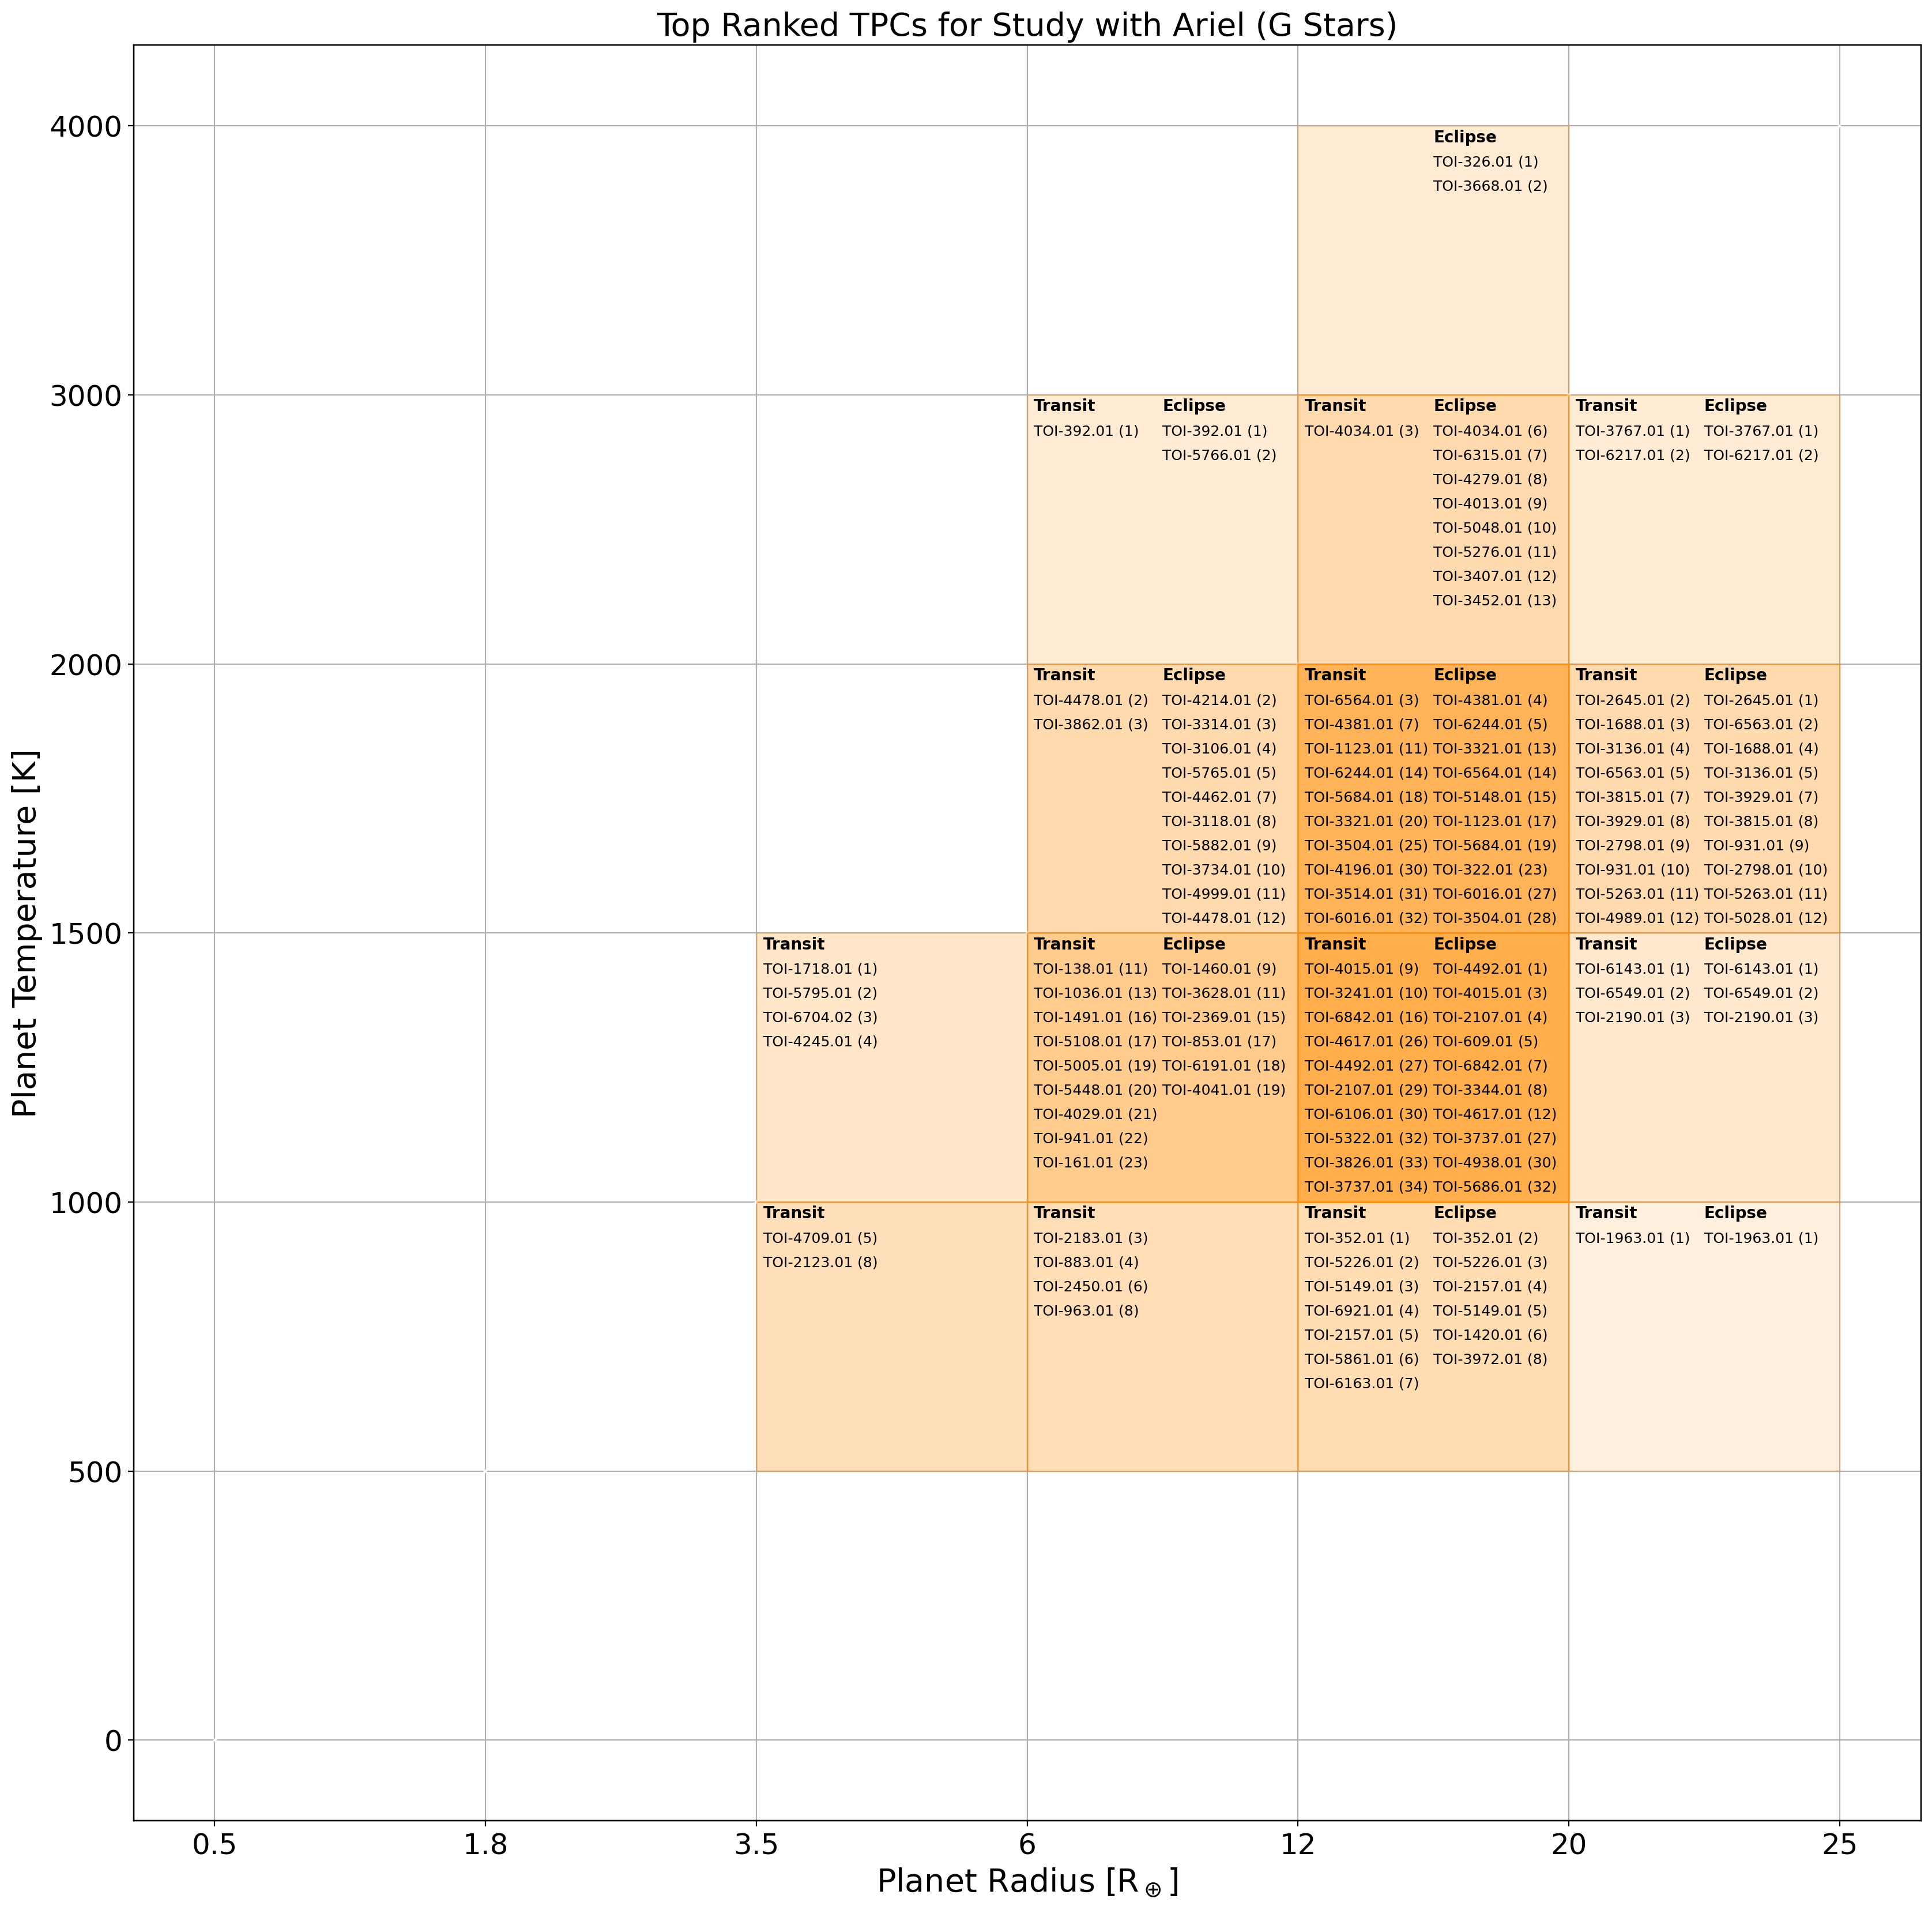 Top Ranked TPCs for Study with Ariel (G Stars)
4000
Eclipse
TOI-326.01 (1)
TOI-3668.01 (2)
3000
Transit Eclipse Transit Eclipse Transit Eclipse
TOI-392.01 (1) TOI-392.01 (1) TOI-4034.01 (3) TOI-4034.01 (6) TOI-3767.01 (1) TOI-3767.01 (1)
TOI-5766.01 (2) TOI-6315.01 (7) TOI-6217.01 (2) TOI-6217.01 (2)
TOI-4279.01 (8)
TOI-4013.01 (9)
TOI-5048.01 (10)
TOI-5276.01 (11)
TOI-3407.01 (12)
TOI-3452.01 (13)
2000
Transit Eclipse Transit Eclipse Transit Eclipse
TOI-4478.01 (2) TOI-4214.01 (2) TOI-6564.01 (3) TOI-4381.01 (4) TOI-2645.01 (2) TOI-2645.01 (1)
TOI-3862.01 (3) TOI-3314.01 (3) TOI-4381.01 (7) TOI-6244.01 (5) TOI-1688.01 (3) TOI-6563.01 (2)
TOI-3106.01 (4) TOI-1123.01 (11) TOI-3321.01 (13) TOI-3136.01 (4) TOI-1688.01 (4)
TOI-5765.01 (5) TOI-6244.01 (14) TOI-6564.01 (14) TOI-6563.01 (5) TOI-3136.01 (5)
TOI-4462.01 (7) TOI-5684.01 (18) TOI-5148.01 (15) TOI-3815.01 (7) TOI-3929.01 (7)
TOI-3118.01 (8) TOI-3321.01 (20) TOI-1123.01 (17) TOI-3929.01 (8) TOI-3815.01 (8)
TOI-5882.01 (9) TOI-3504.01 (25) TOI-5684.01 (19) TOI-2798.01 (9) TOI-931.01 (9)
TOI-3734.01 (10) TOI-4196.01 (30) TOI-322.01 (23) TOI-931.01 (10) TOI-2798.01 (10)
TOI-4999.01 (11) TOI-3514.01 (31) TOI-6016.01 (27) TOI-5263.01 (11) TOI-5263.01 (11)
TOI-4478.01 (12) TOI-6016.01 (32) TOI-3504.01 (28) TOI-4989.01 (12) TOI-5028.01 (12)
1500
Transit Transit Eclipse Transit Eclipse Transit Eclipse
TOI-1718.01 (1) TOI-138.01 (11) TOI-1460.01 (9) TOI-4015.01 (9) TOI-4492.01 (1) TOI-6143.01 (1) TOI-6143.01 (1)
TOI-5795.01 (2) TOI-1036.01 (13) TOI-3628.01 (11) TOI-3241.01 (10) TOI-4015.01 (3) TOI-6549.01 (2) TOI-6549.01 (2)
TOI-6704.02 (3) TOI-1491.01 (16) TOI-2369.01 (15) TOI-6842.01 (16) TOI-2107.01 (4) TOI-2190.01 (3) TOI-2190.01 (3)
TOI-4245.01 (4) TOI-5108.01 (17) TOI-853.01 (17) TOI-4617.01 (26) TOI-609.01 (5)
TOI-5005.01 (19) TOI-6191.01 (18) TOI-4492.01 (27) TOI-6842.01 (7)
TOI-5448.01 (20) TOI-4041.01 (19) TOI-2107.01 (29) TOI-3344.01 (8)
TOI-4029.01 (21) TOI-6106.01 (30) TOI-4617.01 (12)
TOI-941.01 (22) TOI-5322.01 (32) TOI-3737.01 (27)
TOI-161.01 (23) TOI-3826.01 (33) TOI-4938.01 (30)
TOI-3737.01 (34) TOI-5686.01 (32)
1000
Transit Transit Transit Eclipse Transit Eclipse
TOI-4709.01 (5) TOI-2183.01 (3) TOI-352.01 (1) TOI-352.01 (2) TOI-1963.01 (1) TOI-1963.01 (1)
TOI-2123.01 (8) TOI-883.01 (4) TOI-5226.01 (2) TOI-5226.01 (3)
TOI-2450.01 (6) TOI-5149.01 (3) TOI-2157.01 (4)
TOI-963.01 (8) TOI-6921.01 (4) TOI-5149.01 (5)
TOI-2157.01 (5) TOI-1420.01 (6)
TOI-5861.01 (6) TOI-3972.01 (8)
TOI-6163.01 (7)
500
0
Planet Temperature [K]
0.5 1.8 3.5 6 12 20 25
Planet Radius [R⊕]